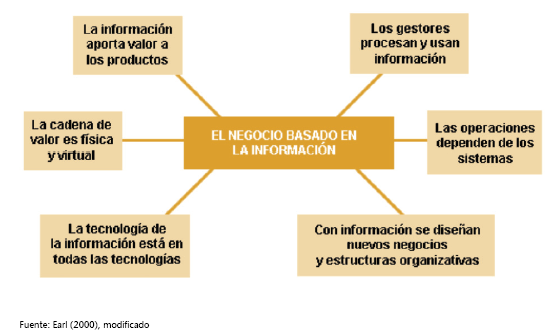 La información
aporta valor a
los productos
Los gestores
procesan y usan
información
La cadena de
valor es física
y virtual
EL NEGOCIO BASADO EN
LA INFORMACIÓN
Las operaciones
dependen de los
sistemas
La tecnología de
la información está en
todas las tecnologías
Con información se diseñan
nuevos negocios
y estructuras organizativas
Fuente: Earl (2000), modificado